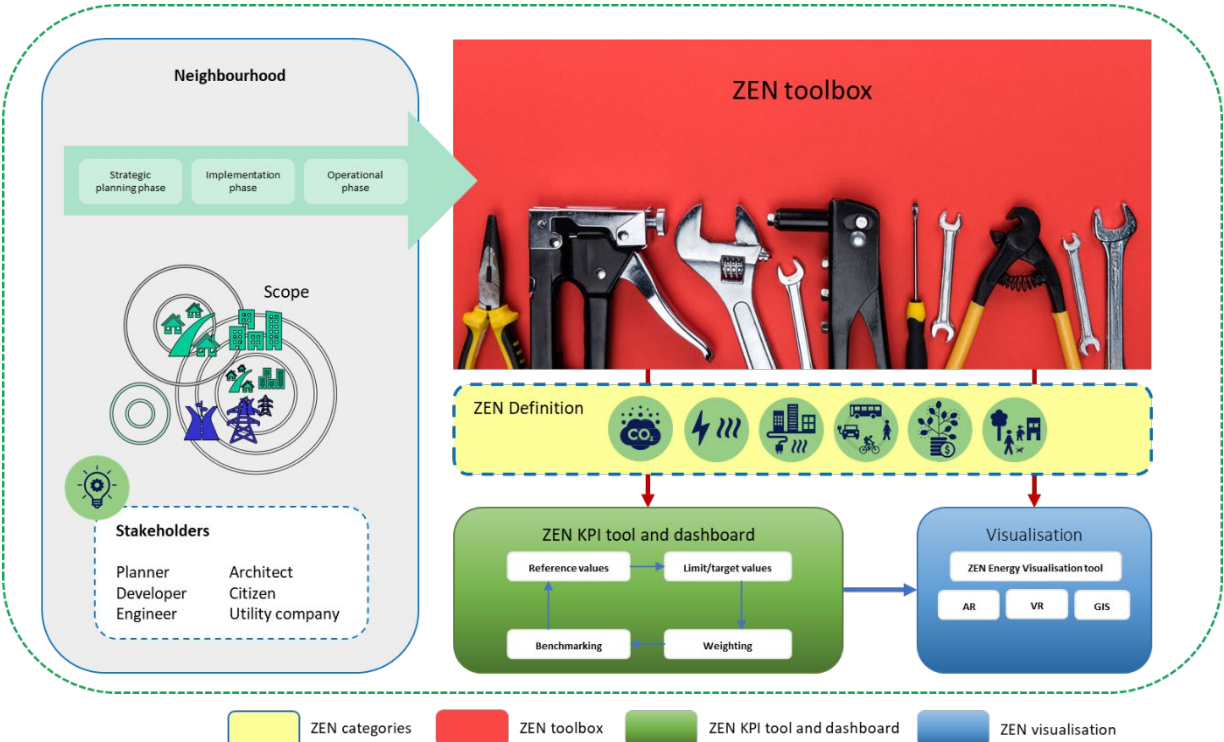 Neighbourhood
Strategic
planning phase
Implementation
phase
Operational
phase
Scope
Stakeholders
Planner
Developer
Engineer
Architect
Citizen
Utility company
ZEN toolbox
ZEN Definition
CO2
$
ZEN KPI tool and dashboard
Reference values
Limit/target values
Benchmarking
Weighting
Visualisation
ZEN Energy Visualisation tool
AR
VR
GIS
ZEN categories
ZEN toolbox
ZEN KPI tool and dashboard
ZEN visualisation